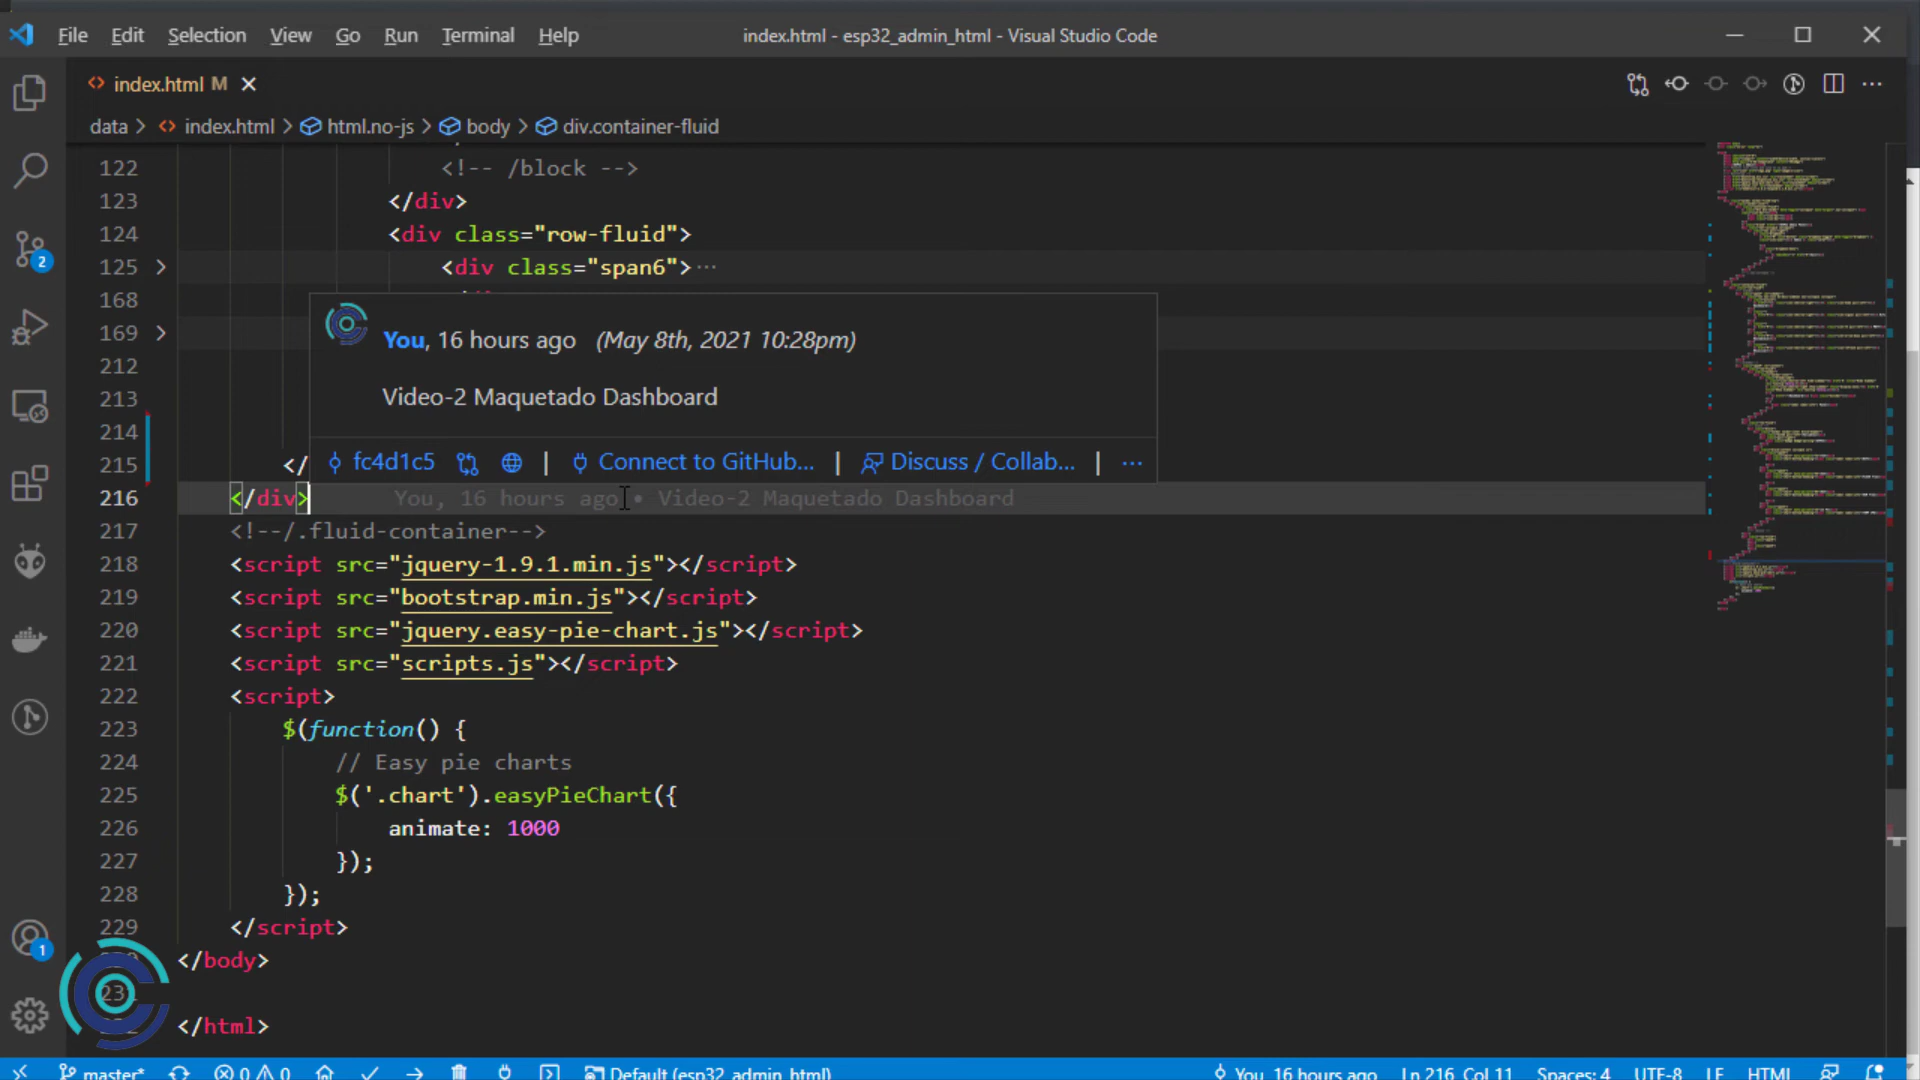 File Edit Selection View Go Run Terminal Help index.html - esp32_admin_html - Visual Studio Code
index.html M
data > index.html > html.no-js > body > div.container-fluid
122 <!-- /block -->
123 </div>
124 <div class="row-fluid">
125 <div class="span6">···
168
169
212
213
214
215 </
216 </div> You, 16 hours ago • Video-2 Maquetado Dashboard
You, 16 hours ago (May 8th, 2021 10:28pm)
Video-2 Maquetado Dashboard
fc4d1c5 | Connect to GitHub... | Discuss / Collab... | ···
217 <!--/.fluid-container-->
218 <script src="jquery-1.9.1.min.js"></script>
219 <script src="bootstrap.min.js"></script>
220 <script src="jquery.easy-pie-chart.js"></script>
221 <script src="scripts.js"></script>
222 <script>
223 $(function() {
224 // Easy pie charts
225 $('.chart').easyPieChart({
226 animate: 1000
227 });
228 });
229 </script>
</body>
231
</html>
2
1
master* 0 0 Default (esp32_admin_html) You, 16 hours ago Ln 216, Col 11 Spaces: 4 UTF-8 LF HTML